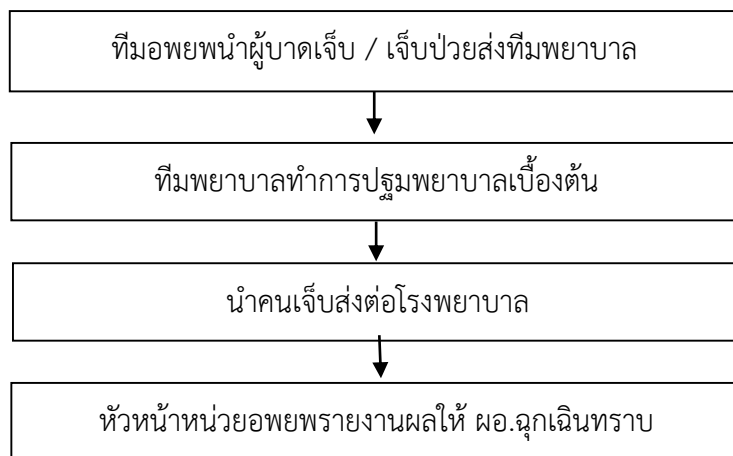 ทีมอพยพนำผู้บาดเจ็บ / เจ็บป่วยส่งทีมพยาบาล
ทีมพยาบาลทำการปฐมพยาบาลเบื้องต้น
นำคนเจ็บส่งต่อโรงพยาบาล
หัวหน้าหน่วยอพยพรายงานผลให้ ผอ.ฉุกเฉินทราบ